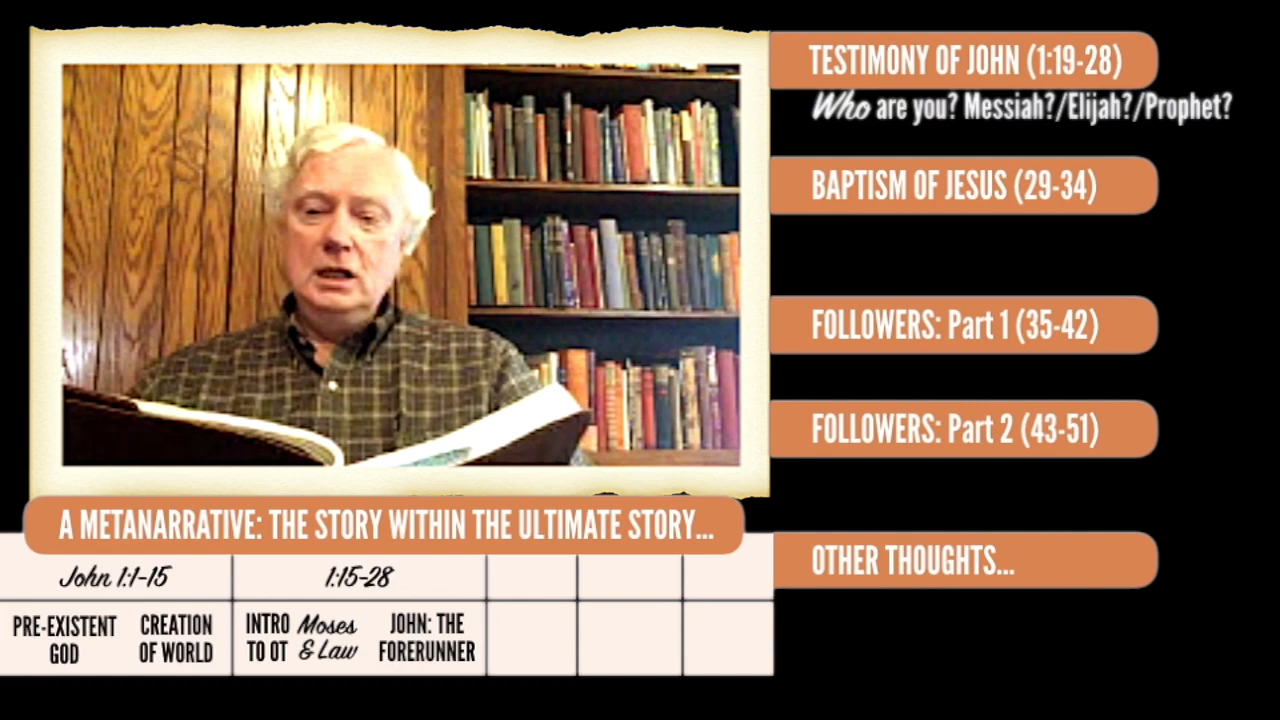 TESTIMONY OF JOHN (1:19-28)
Who are you? Messiah?/Elijah?/Prophet?
BAPTISM OF JESUS (29-34)
FOLLOWERS: Part 1 (35-42)
FOLLOWERS: Part 2 (43-51)
OTHER THOUGHTS...
A METANARRATIVE: THE STORY WITHIN THE ULTIMATE STORY...
John 1:1-15
1:15-28
PRE-EXISTENT
GOD
CREATION
OF WORLD
INTRO
TO OT
Moses
& Law
JOHN: THE
FORERUNNER